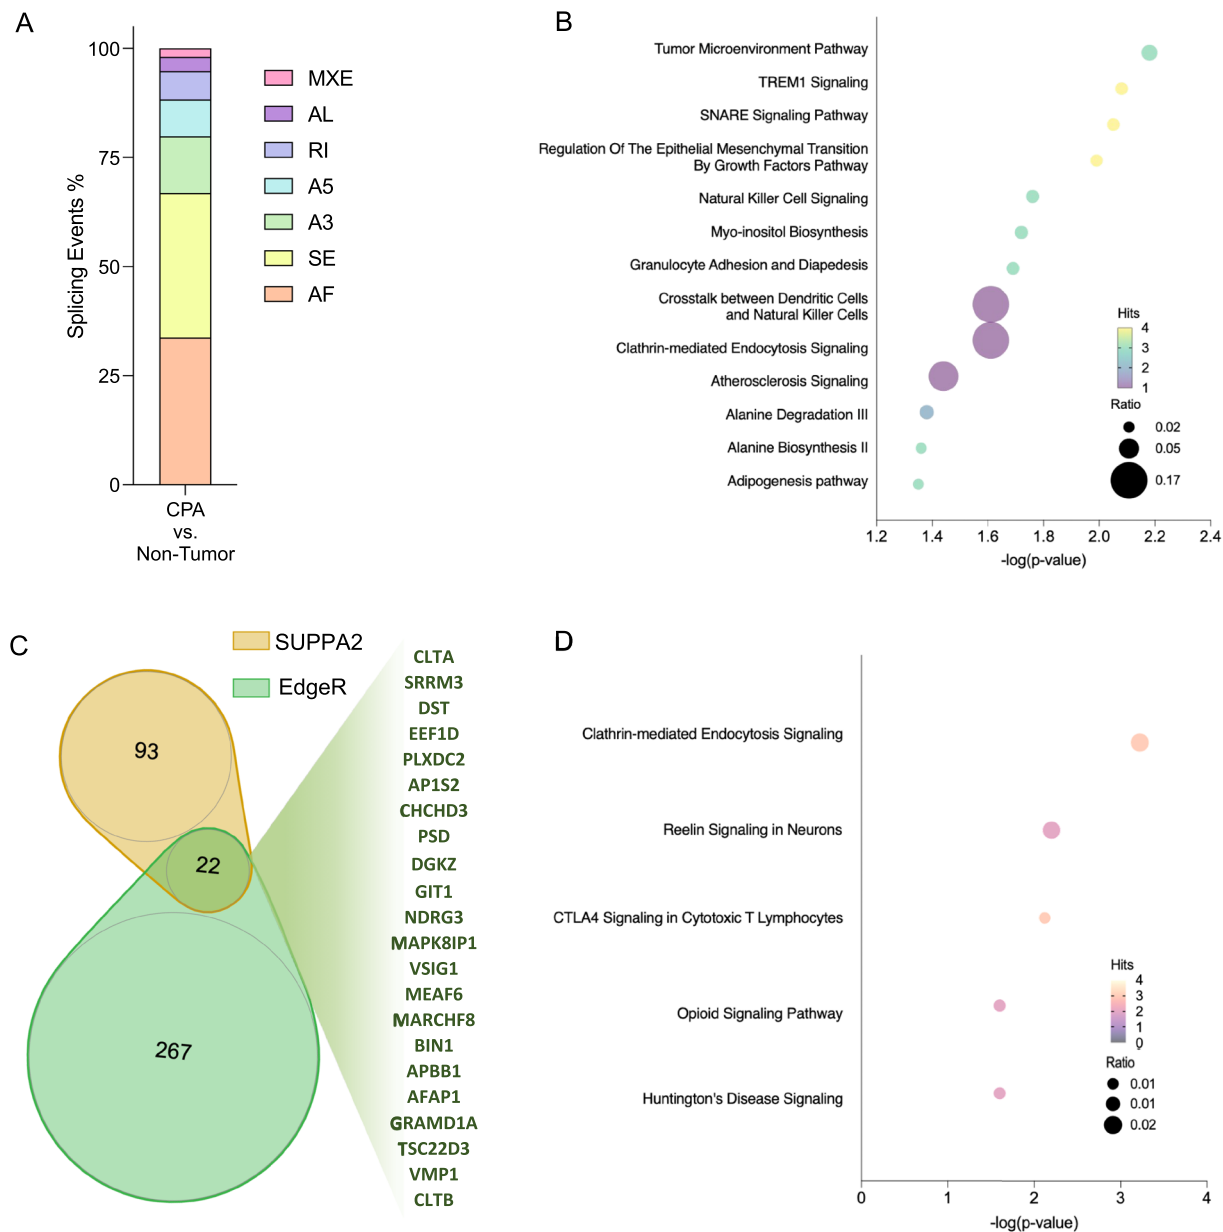 A
100
75
50
25
0
Splicing Events %
CPA
vs.
Non-Tumor
MXE
AL
RI
A5
A3
SE
AF
B
Tumor Microenvironment Pathway
TREM1 Signaling
SNARE Signaling Pathway
Regulation Of The Epithelial Mesenchymal Transition
By Growth Factors Pathway
Natural Killer Cell Signaling
Myo-inositol Biosynthesis
Granulocyte Adhesion and Diapedesis
Crosstalk between Dendritic Cells
and Natural Killer Cells
Clathrin-mediated Endocytosis Signaling
Atherosclerosis Signaling
Alanine Degradation III
Alanine Biosynthesis II
Adipogenesis pathway
Hits
4
3
2
1
Ratio
0.02
0.05
0.17
1.2 1.4 1.6 1.8 2.0 2.2 2.4
-log(p-value)
C
SUPPA2
EdgeR
93
22
267
CLTA
SRRM3
DST
EEF1D
PLXDC2
AP1S2
CHCHD3
PSD
DGKZ
GIT1
NDRG3
MAPK8IP1
VSIG1
MEAF6
MARCHF8
BIN1
APBB1
AFAP1
GRAMD1A
TSC22D3
VMP1
CLTB
D
Clathrin-mediated Endocytosis Signaling
Reelin Signaling in Neurons
CTLA4 Signaling in Cytotoxic T Lymphocytes
Opioid Signaling Pathway
Huntington's Disease Signaling
Hits
4
3
2
1
0
Ratio
0.01
0.01
0.02
0 1 2 3 4
-log(p-value)